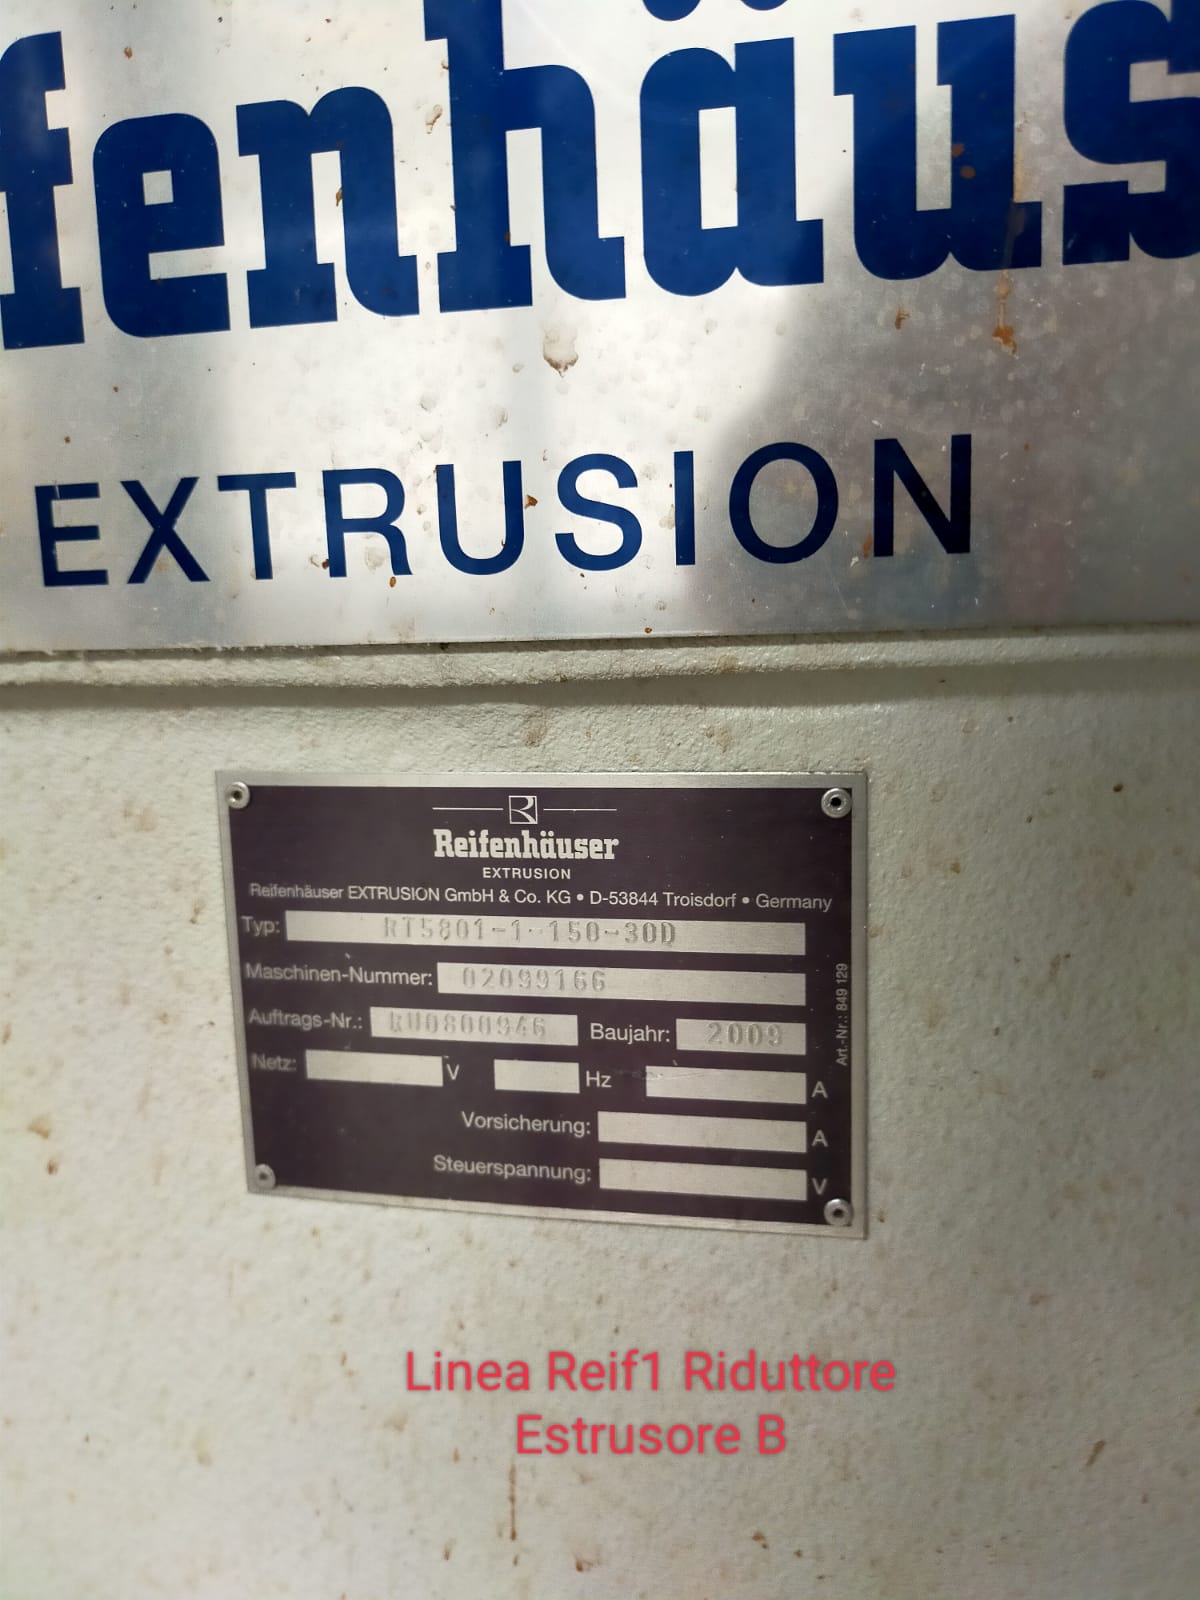 fenhäus
EXTRUSION
Reifenhäuser
EXTRUSION
Reifenhäuser EXTRUSION GmbH & Co. KG • D-53844 Troisdorf • Germany
Typ: RT5801-1-150-30D
Maschinen-Nummer: 02099166
Auftrags-Nr.: RU0800946 Baujahr: 2009
Netz: V Hz A
Vorsicherung: A
Steuerspannung: V
Art.-Nr.: 849 129
Linea Reif1 Riduttore
Estrusore B